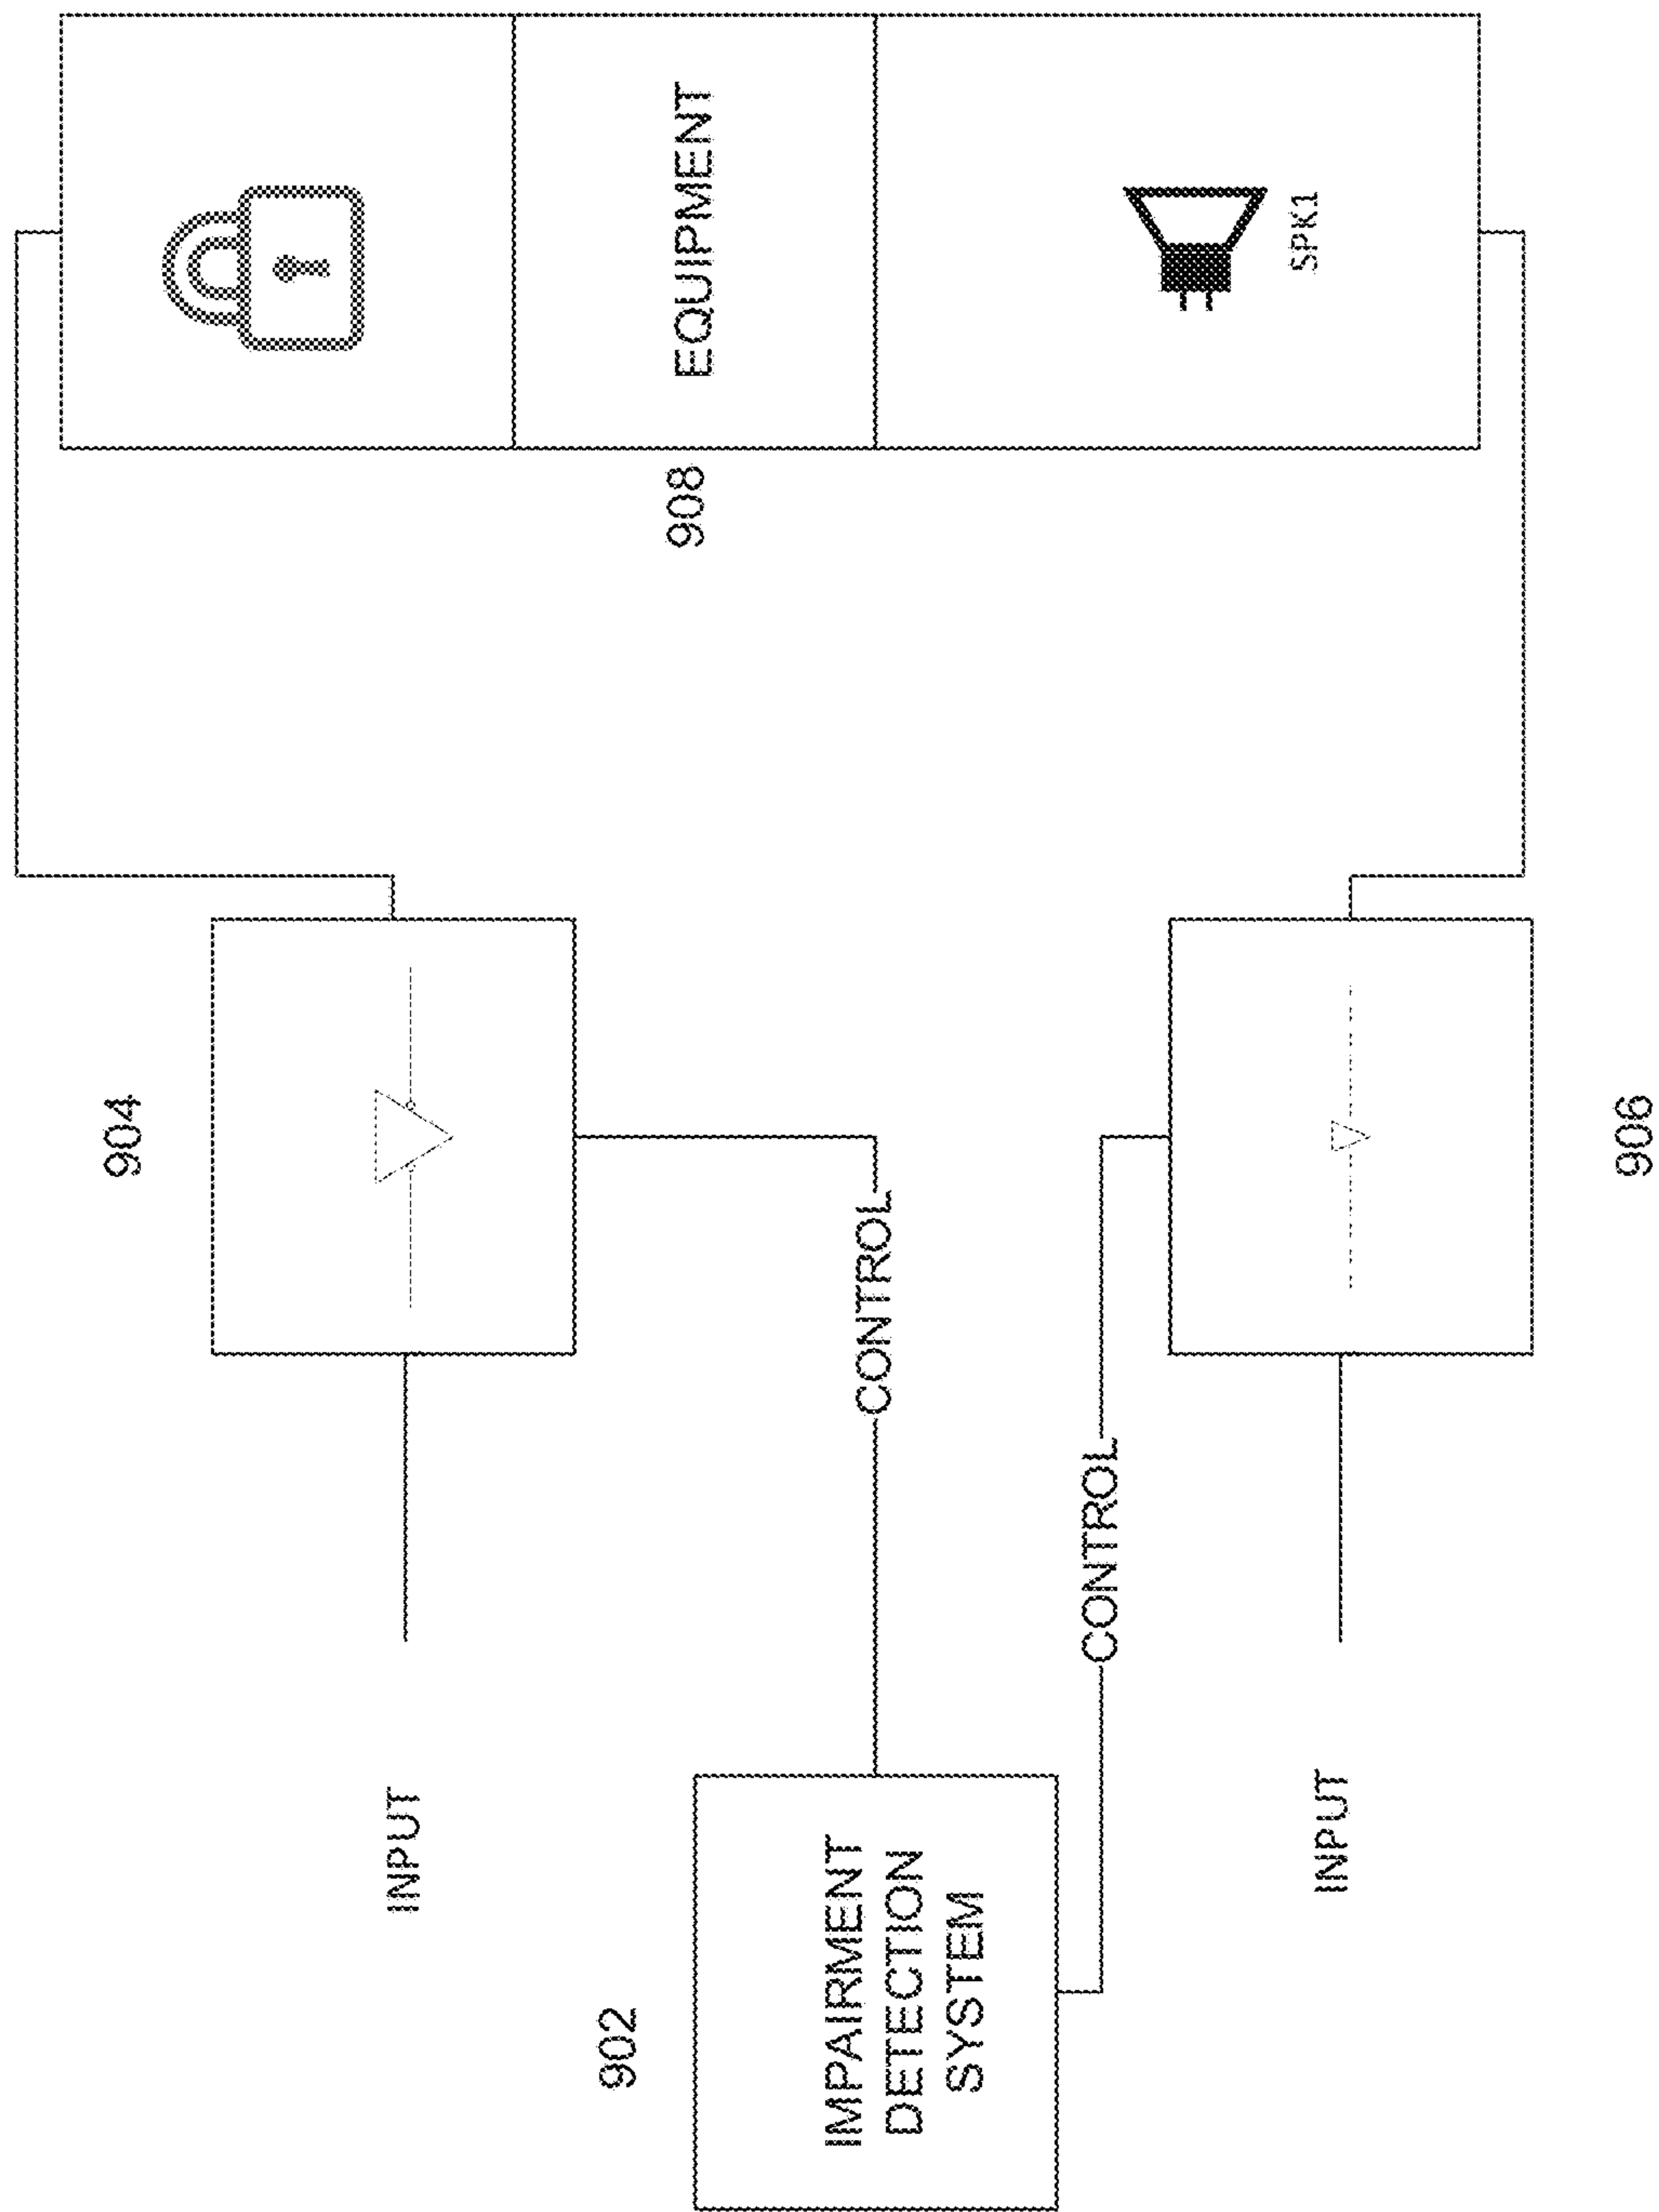 904
INPUT
902
IMPAIRMENT
DETECTION
SYSTEM
CONTROL
CONTROL
908
EQUIPMENT
SPK1
INPUT
906